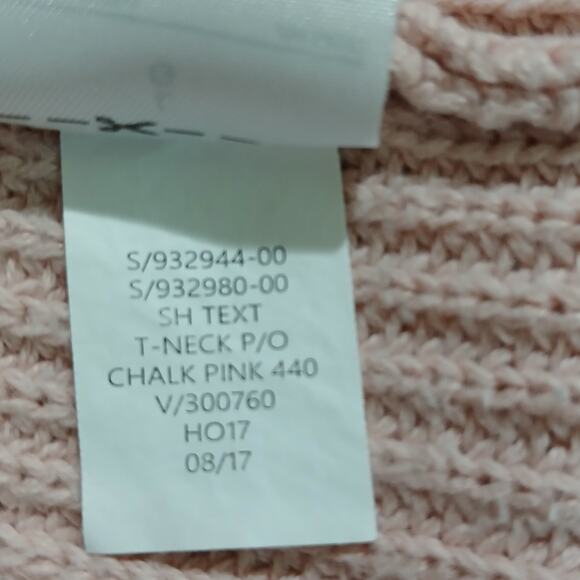 S/932944-00
S/932980-00
SH TEXT
T-NECK P/O
CHALK PINK 440
V/300760
HO17
08/17